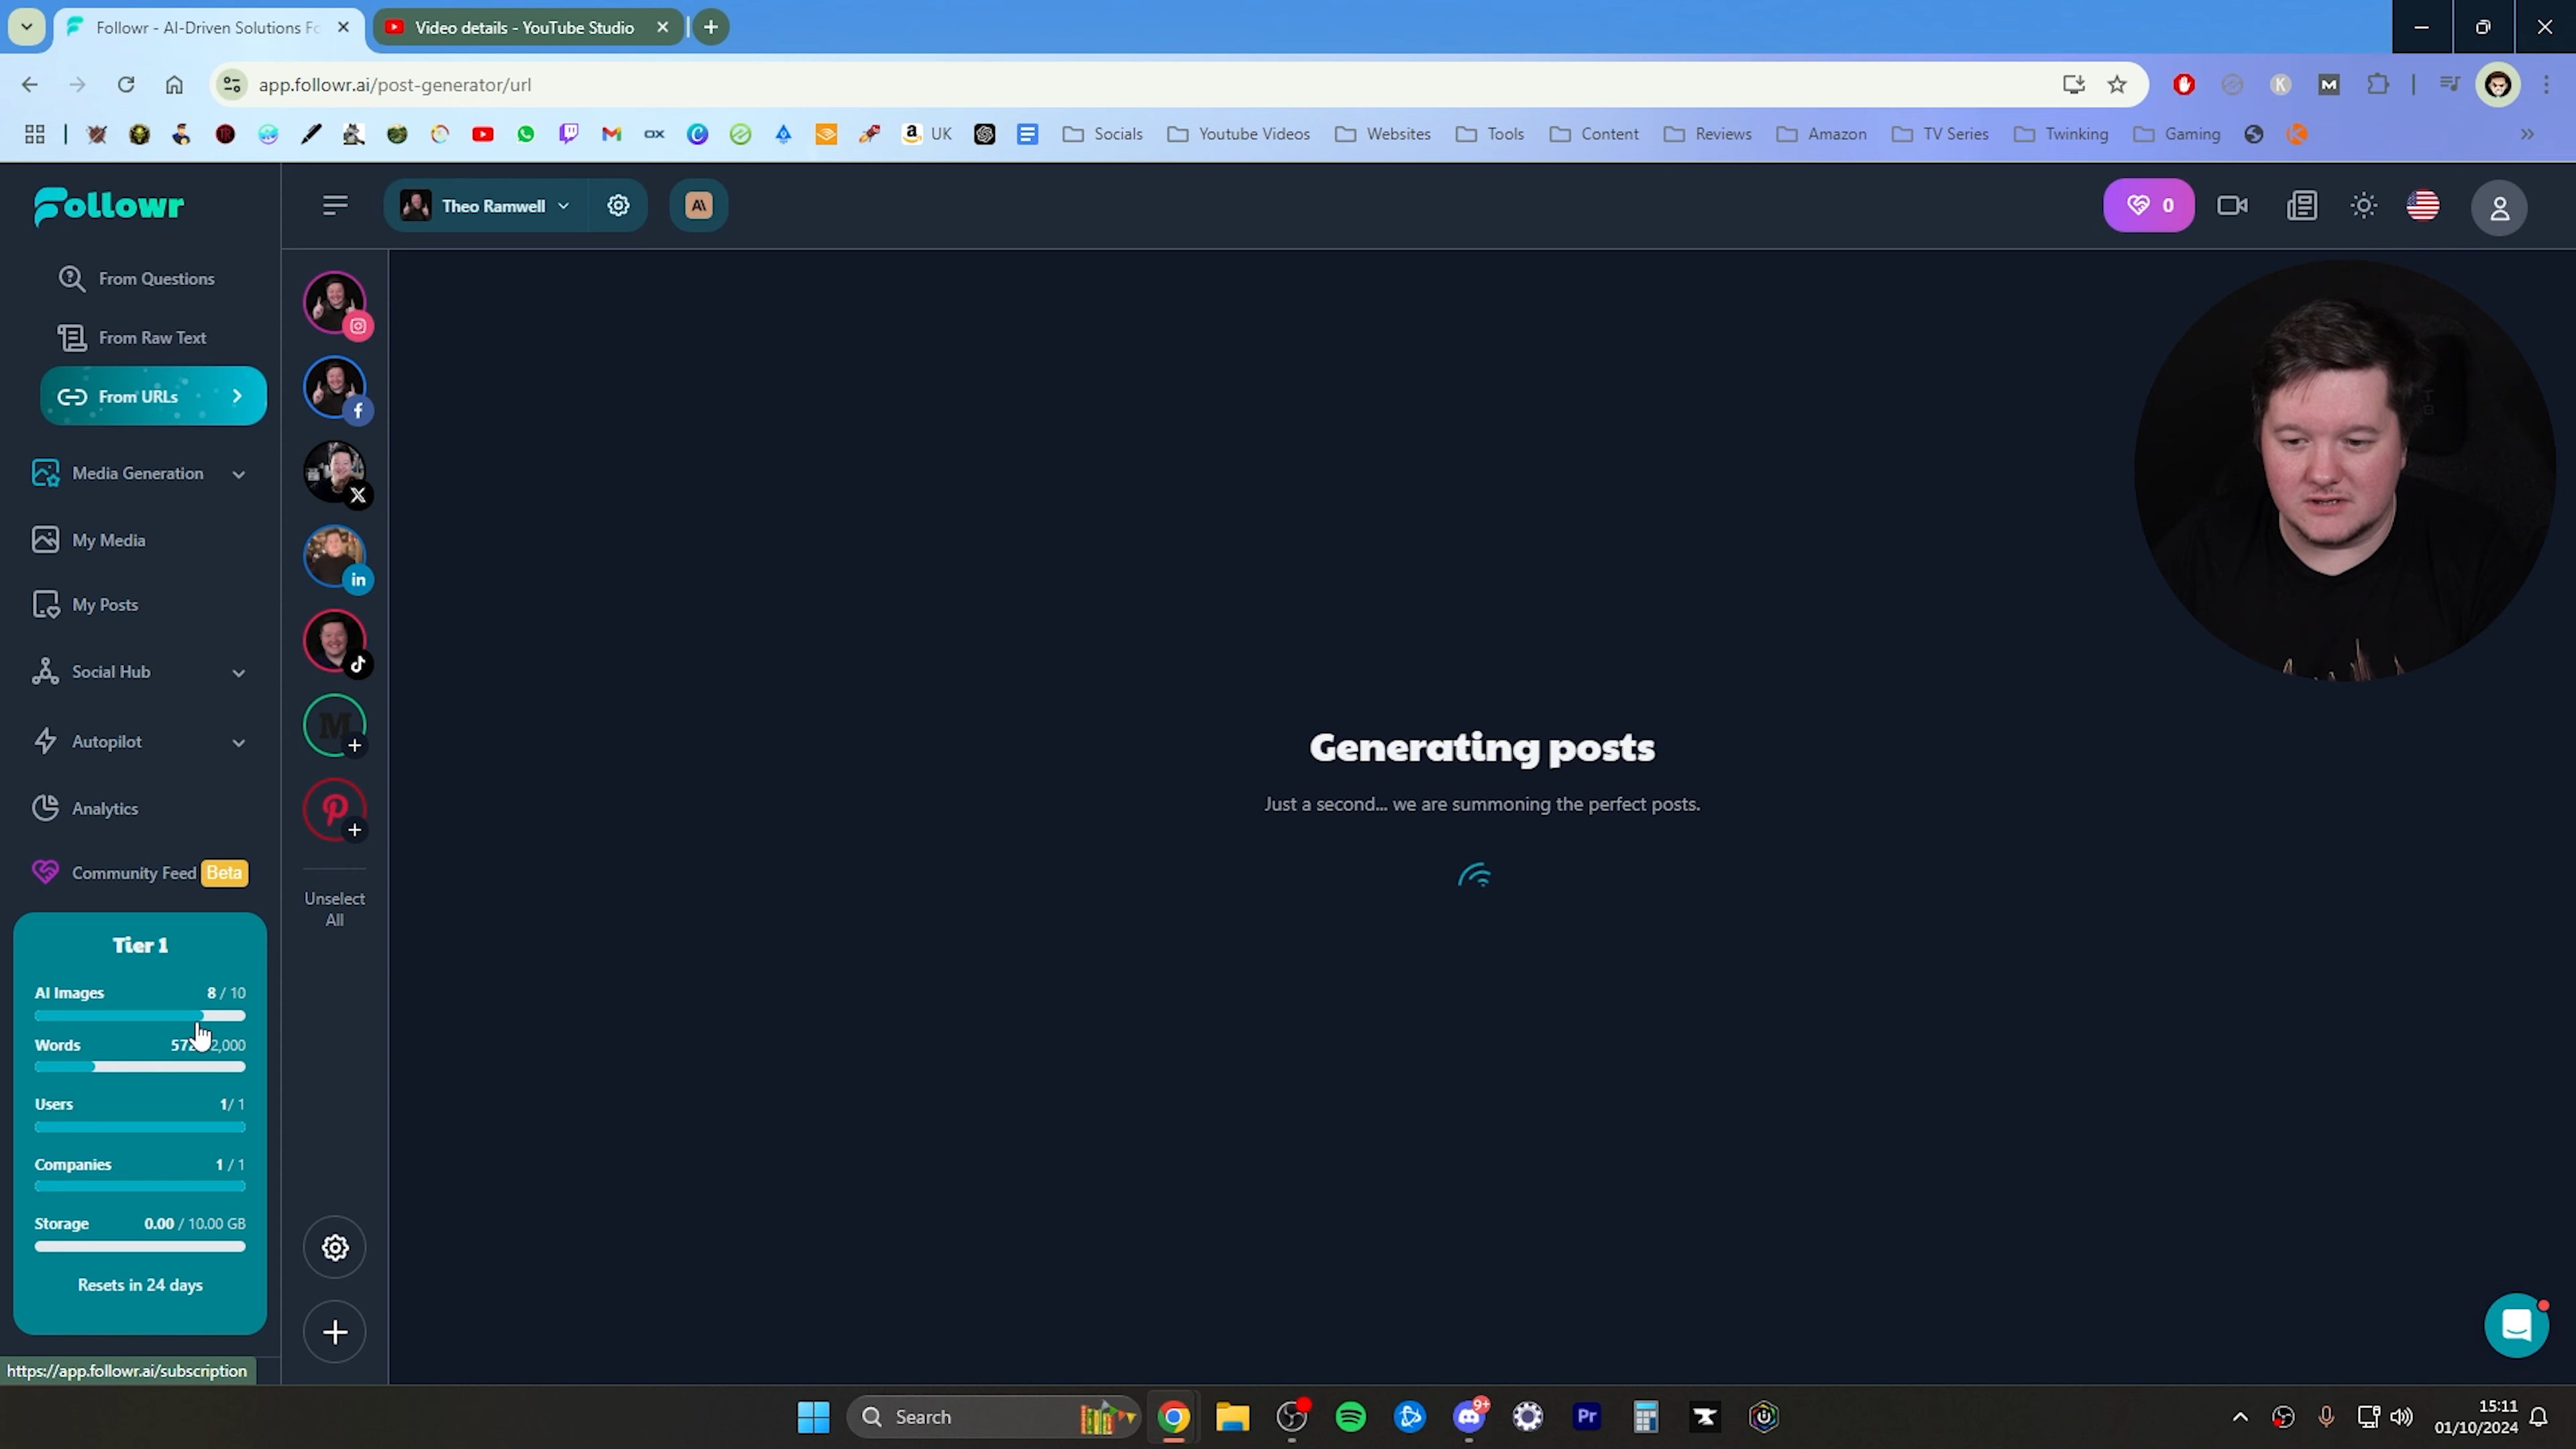 Followr - AI-Driven Solutions Fo
Video details - YouTube Studio
app.followr.ai/post-generator/url
UK
Socials
Youtube Videos
Websites
Tools
Content
Reviews
Amazon
TV Series
Twinking
Gaming
Followr
Theo Ramwell
0
From Questions
From Raw Text
From URLs
Media Generation
My Media
My Posts
Social Hub
Autopilot
Analytics
Community Feed Beta
Unselect
All
Generating posts
Just a second... we are summoning the perfect posts.
Tier 1
AI Images 8 / 10
Words 2,000
Users 1/ 1
Companies 1 / 1
Storage 0.00 / 10.00 GB
Resets in 24 days
https://app.followr.ai/subscription
Search
9+
Pr
15:11
01/10/2024